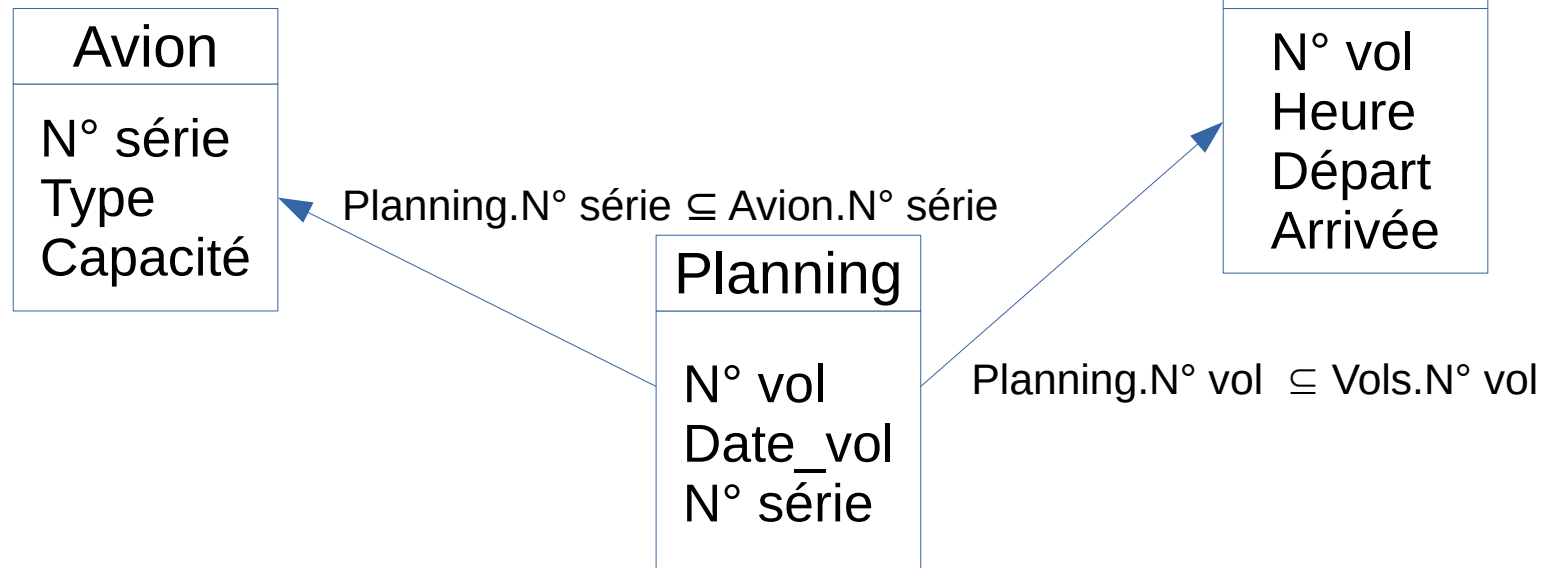 Avion
N° série
Type
Capacité
Planning.N° série ⊆ Avion.N° série
Planning
N° vol
Date_vol
N° série
N° vol
Heure
Départ
Arrivée
Planning.N° vol ⊆ Vols.N° vol